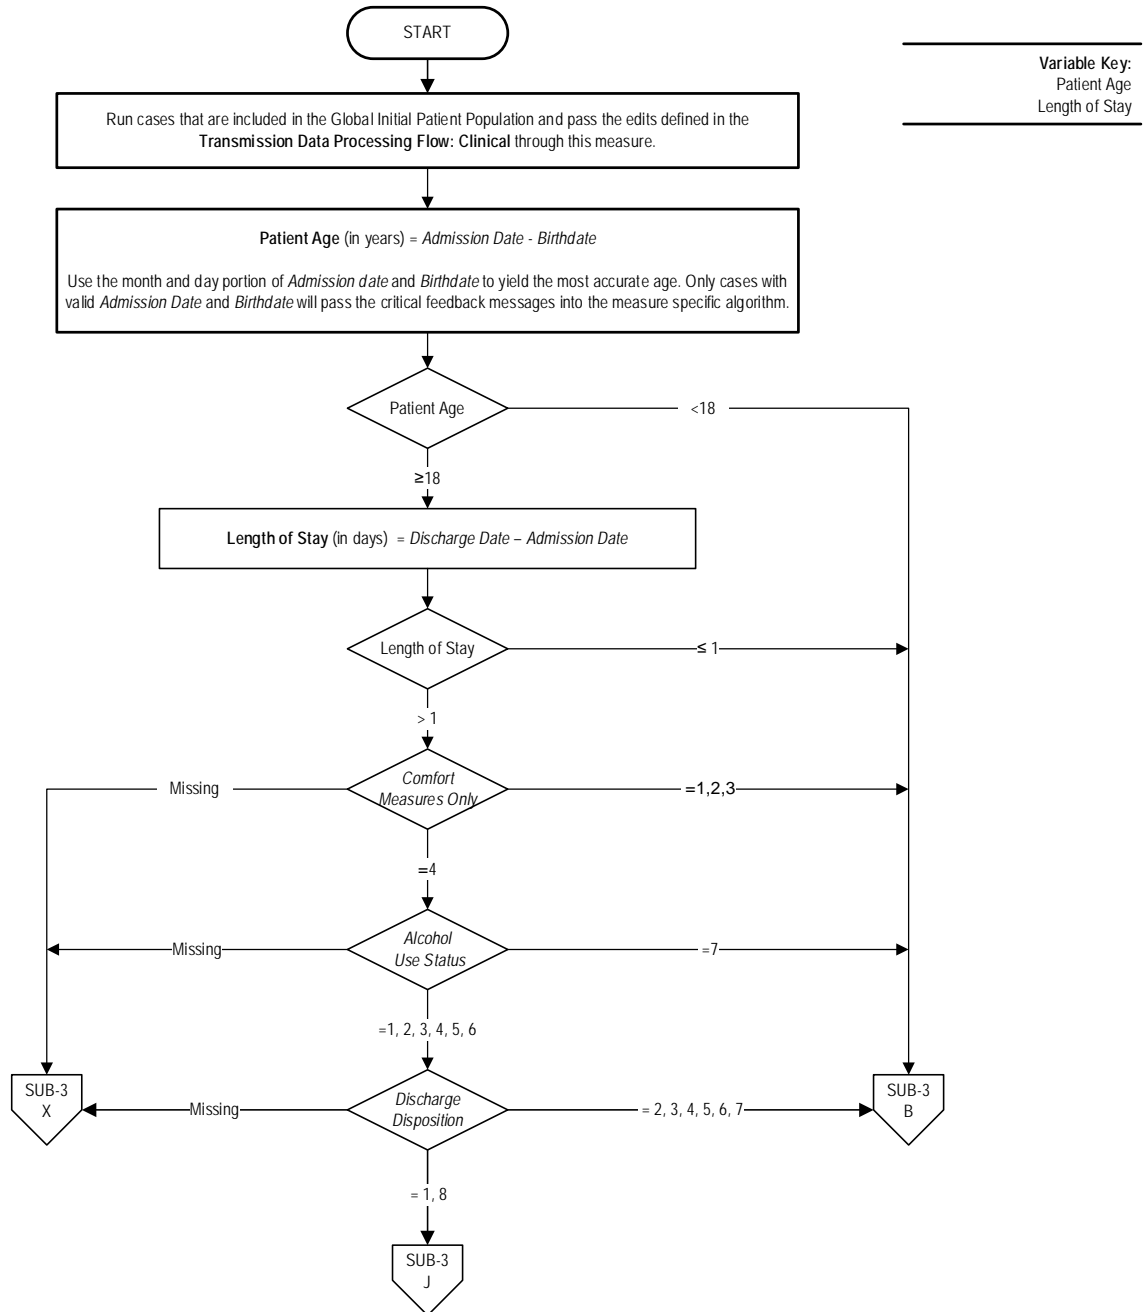 START
Variable Key:
Patient Age
Length of Stay
Run cases that are included in the Global Initial Patient Population and pass the edits defined in the
Transmission Data Processing Flow: Clinical through this measure.
Patient Age (in years) = Admission Date - Birthdate
Use the month and day portion of Admission date and Birthdate to yield the most accurate age. Only cases with
valid Admission Date and Birthdate will pass the critical feedback messages into the measure specific algorithm.
Patient Age
<18
≥18
Length of Stay (in days) = Discharge Date – Admission Date
Length of Stay
≤ 1
> 1
Missing
Comfort
Measures Only
=1,2,3
=4
Missing
Alcohol
Use Status
=7
=1, 2, 3, 4, 5, 6
SUB-3
X
Missing
Discharge
Disposition
= 2, 3, 4, 5, 6, 7
SUB-3
B
= 1, 8
SUB-3
J